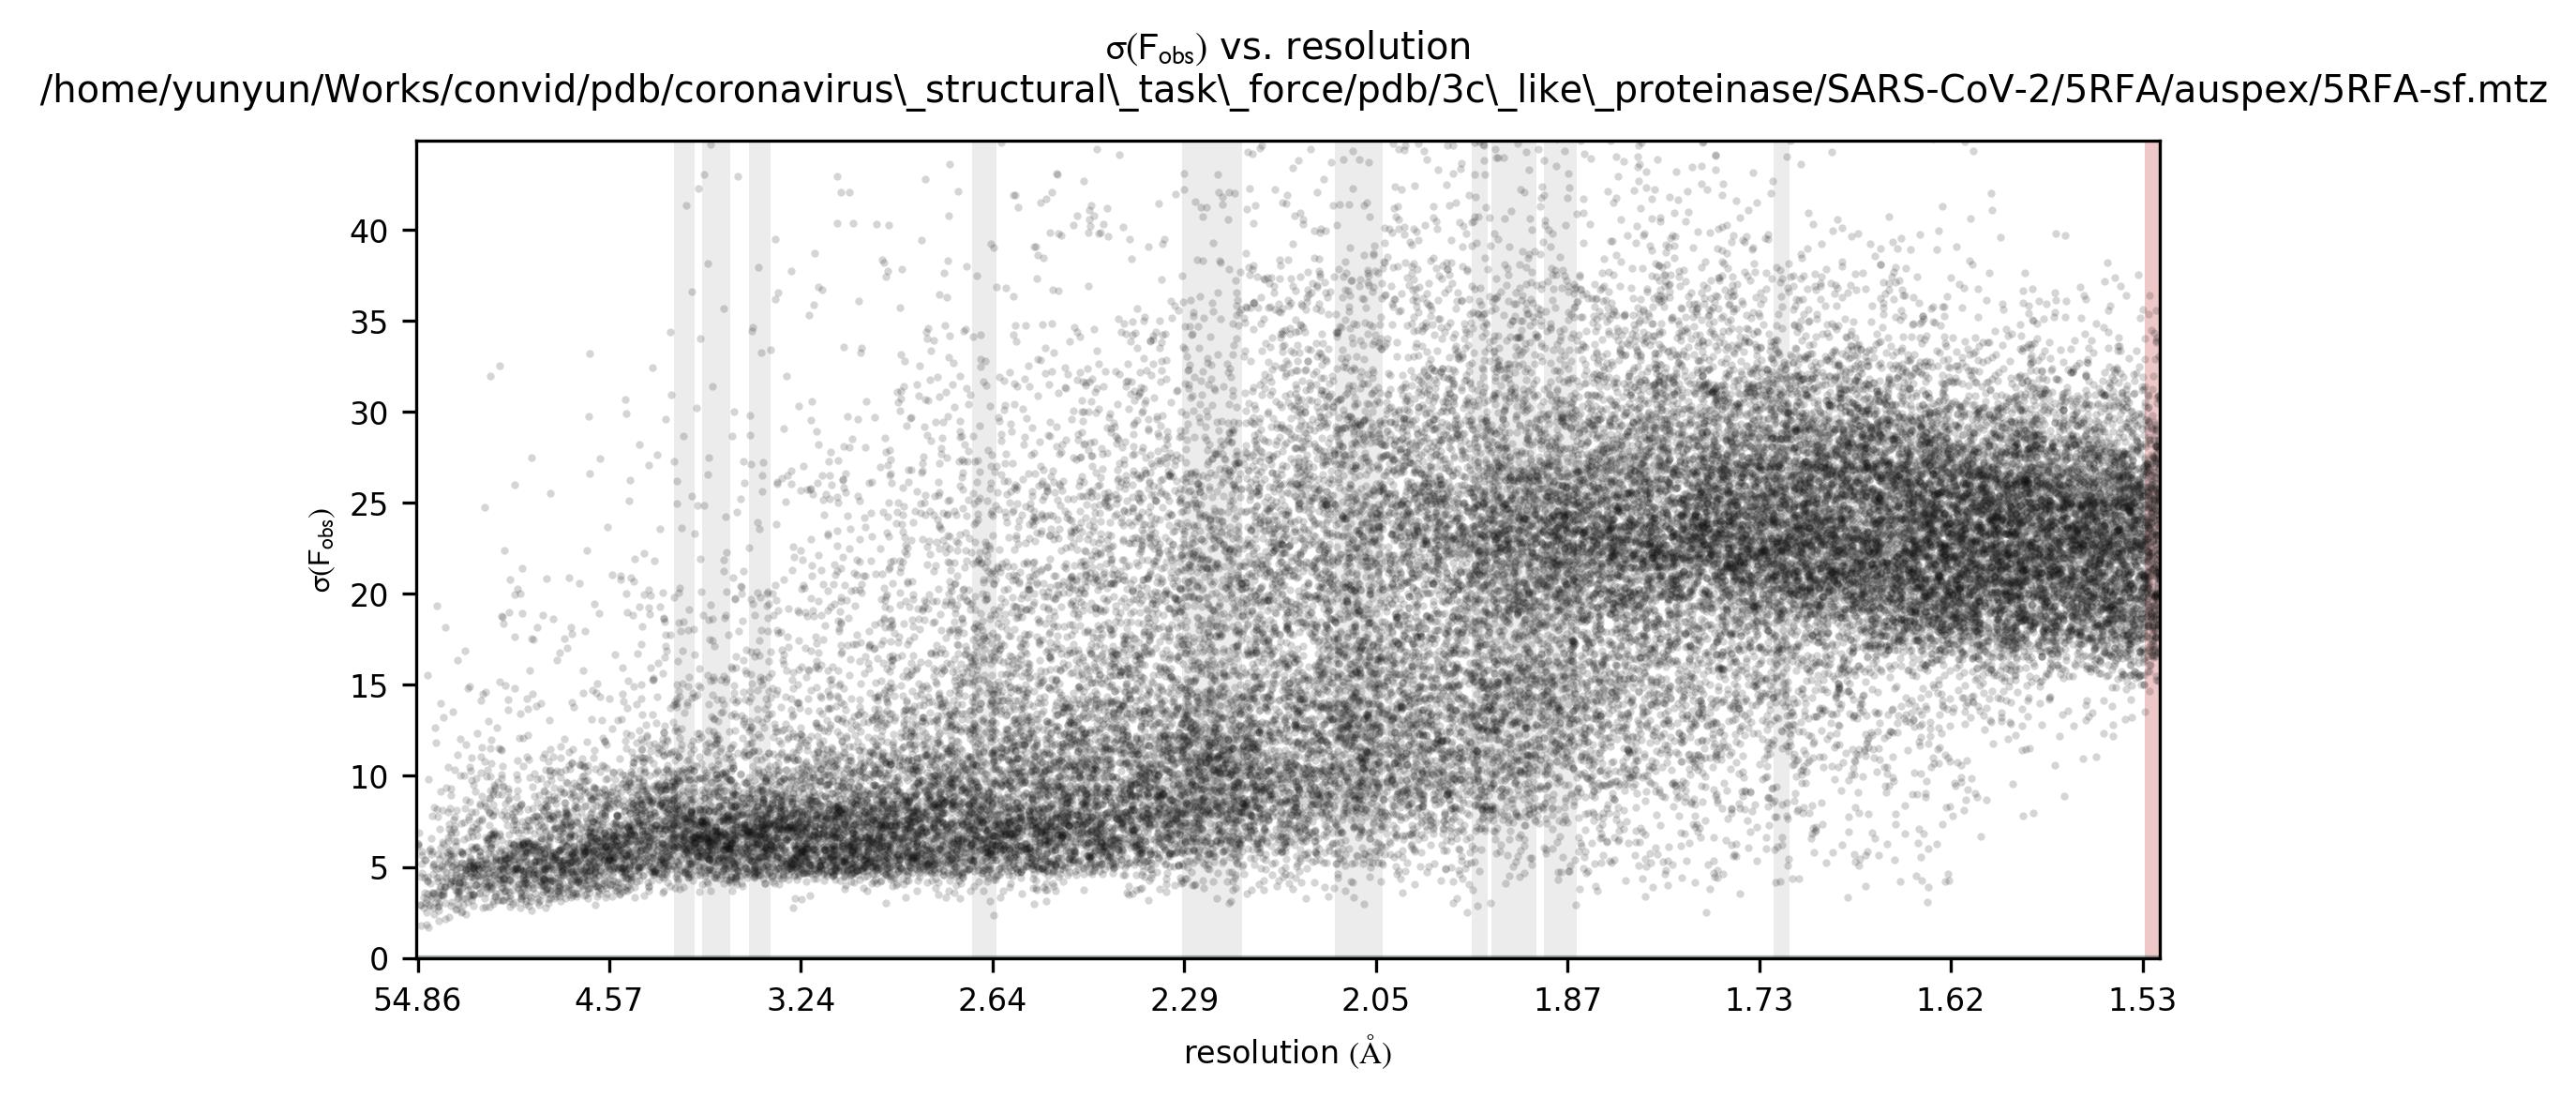 σ(F_obs) vs. resolution
/home/yunyun/Works/convid/pdb/coronavirus\_structural\_task\_force/pdb/3c\_like\_proteinase/SARS-CoV-2/5RFA/auspex/5RFA-sf.mtz
σ(F_obs)
40
35
30
25
20
15
10
5
0
54.86 4.57 3.24 2.64 2.29 2.05 1.87 1.73 1.62 1.53
resolution (Å)